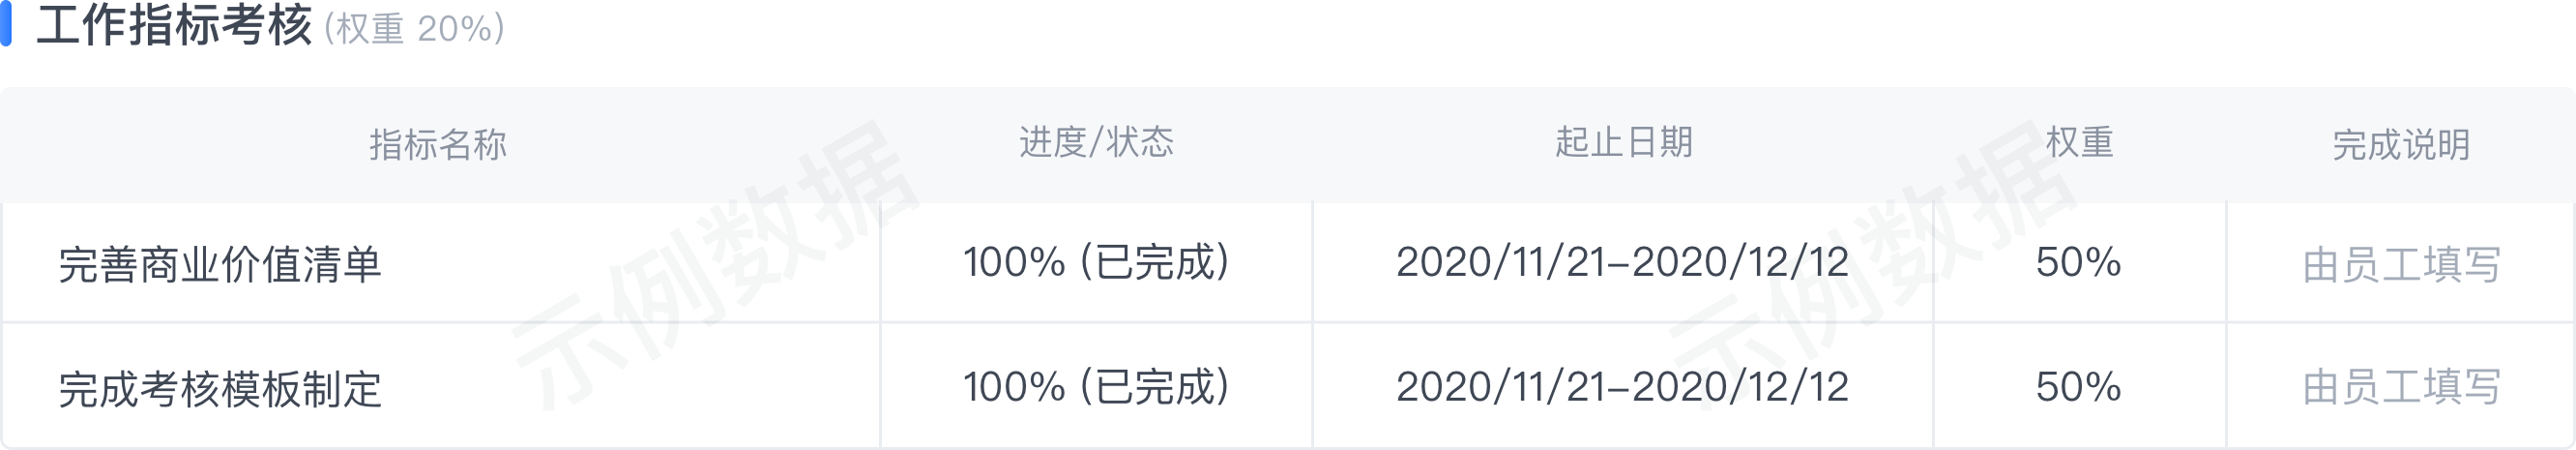 工作指标考核 (权重 20%)
指标名称 进度/状态 起止日期 权重 完成说明
完善商业价值清单 100% (已完成) 2020/11/21–2020/12/12 50% 由员工填写
完成考核模板制定 100% (已完成) 2020/11/21–2020/12/12 50% 由员工填写
示例数据 示例数据